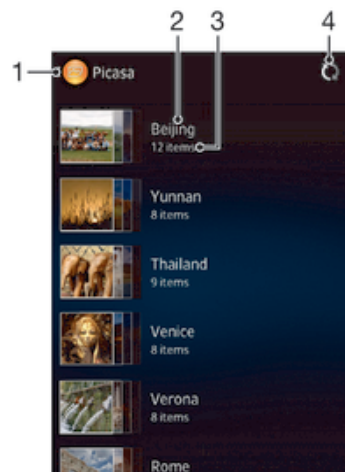 2 4
1 Picasa
3
Beijing
12 items
Yunnan
8 items
Thailand
9 items
Venice
8 items
Verona
8 items
Rome